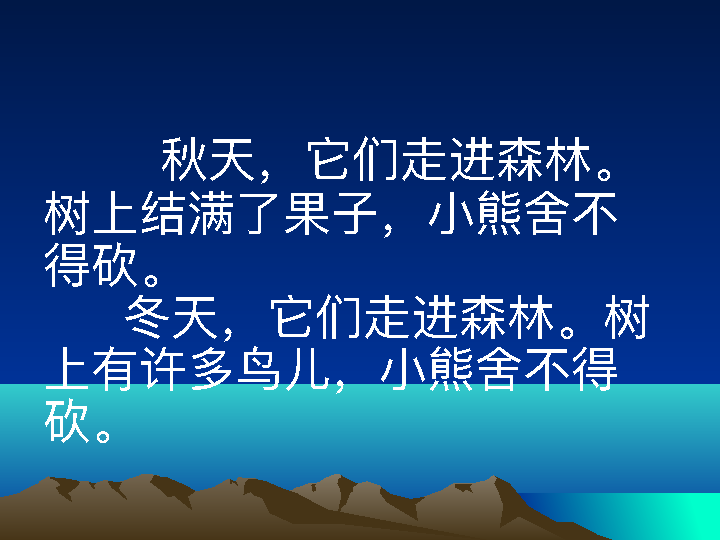 秋天，它们走进森林。
树上结满了果子，小熊舍不
得砍。
冬天，它们走进森林。树
上有许多鸟儿，小熊舍不得
砍。